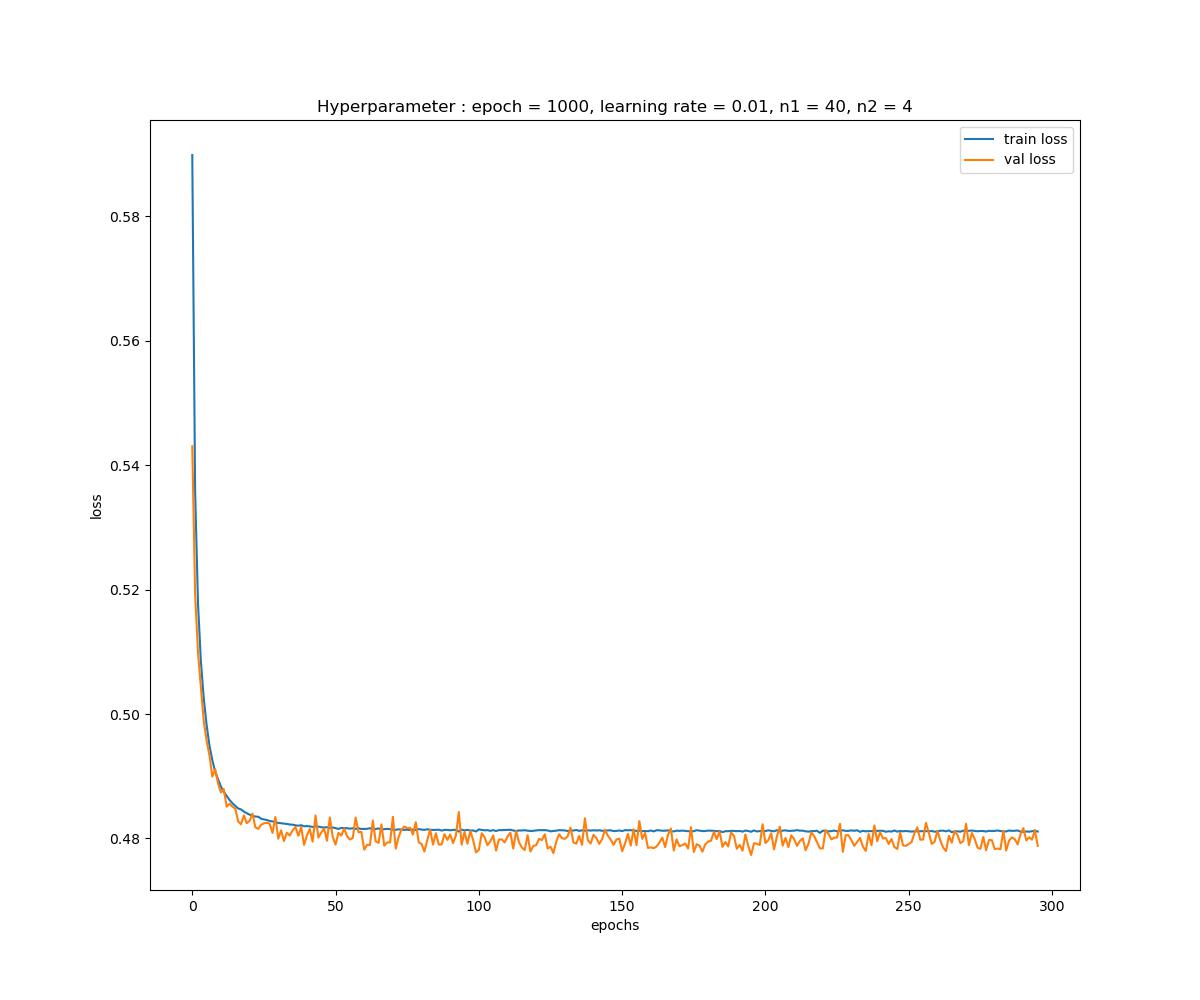 Hyperparameter : epoch = 1000, learning rate = 0.01, n1 = 40, n2 = 4
train loss
val loss
0.58
0.56
0.54
0.52
0.50
0.48
loss
0 50 100 150 200 250 300
epochs